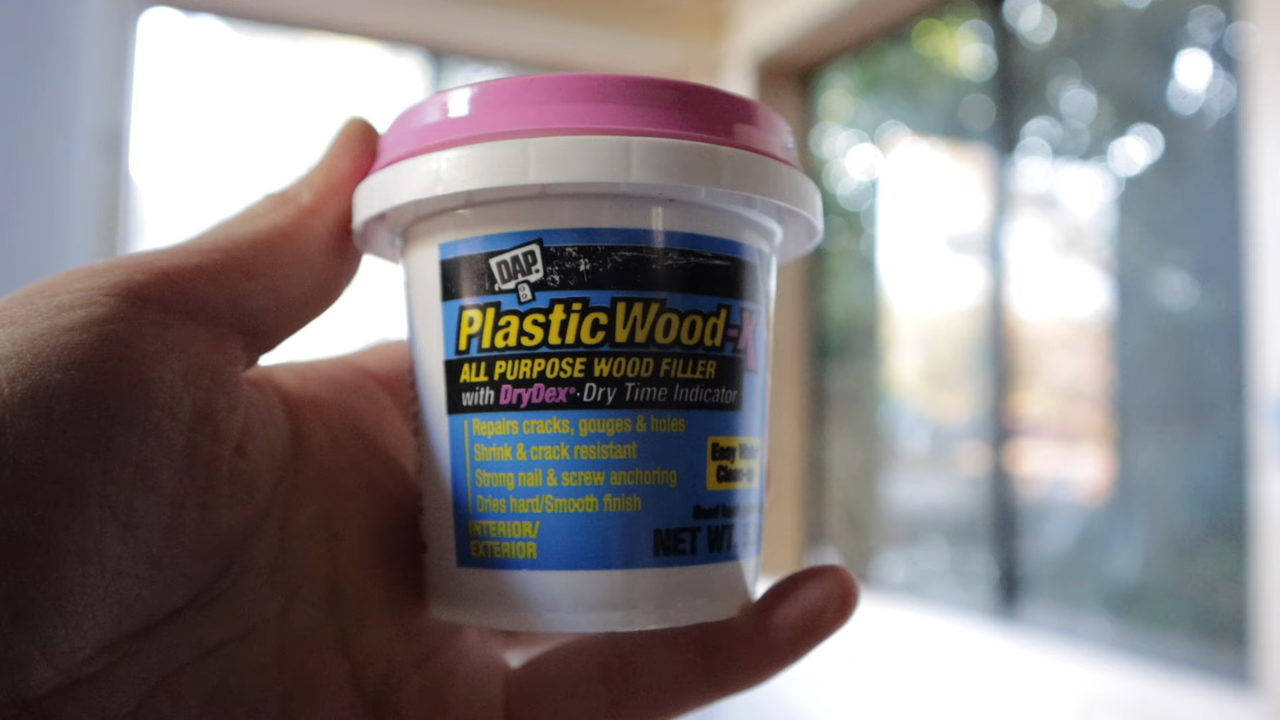 DAP.
Plastic Wood-X
ALL PURPOSE WOOD FILLER
with DryDex® Dry Time Indicator
Repairs cracks, gouges & holes
Shrink & crack resistant
Strong nail & screw anchoring
Dries hard/Smooth finish
Easy
Clean-up
INTERIOR/
EXTERIOR
NET WT.